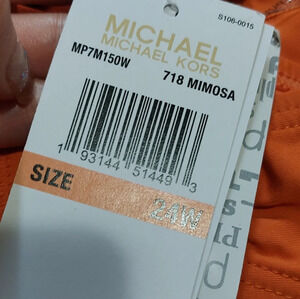 S106-0015
MICHAEL
MICHAEL KORS
MP7M150W
718 MIMOSA
1 93144 51449 3
SIZE
24W